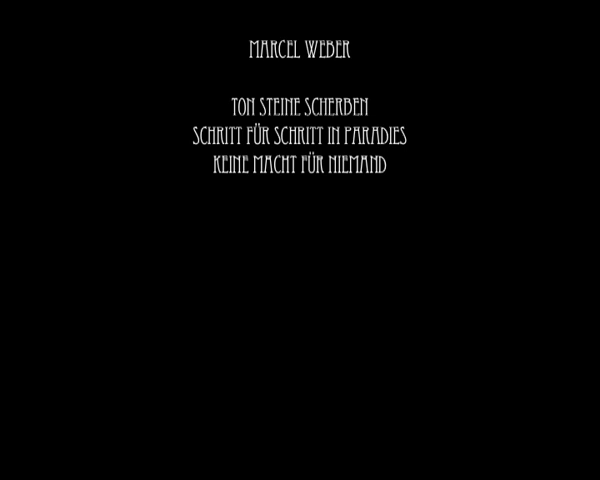 MARCEL WEBER
TON STEINE SCHERBEN
SCHRITT FÜR SCHRITT IN PARADIES
KEINE MACHT FÜR NIEMAND